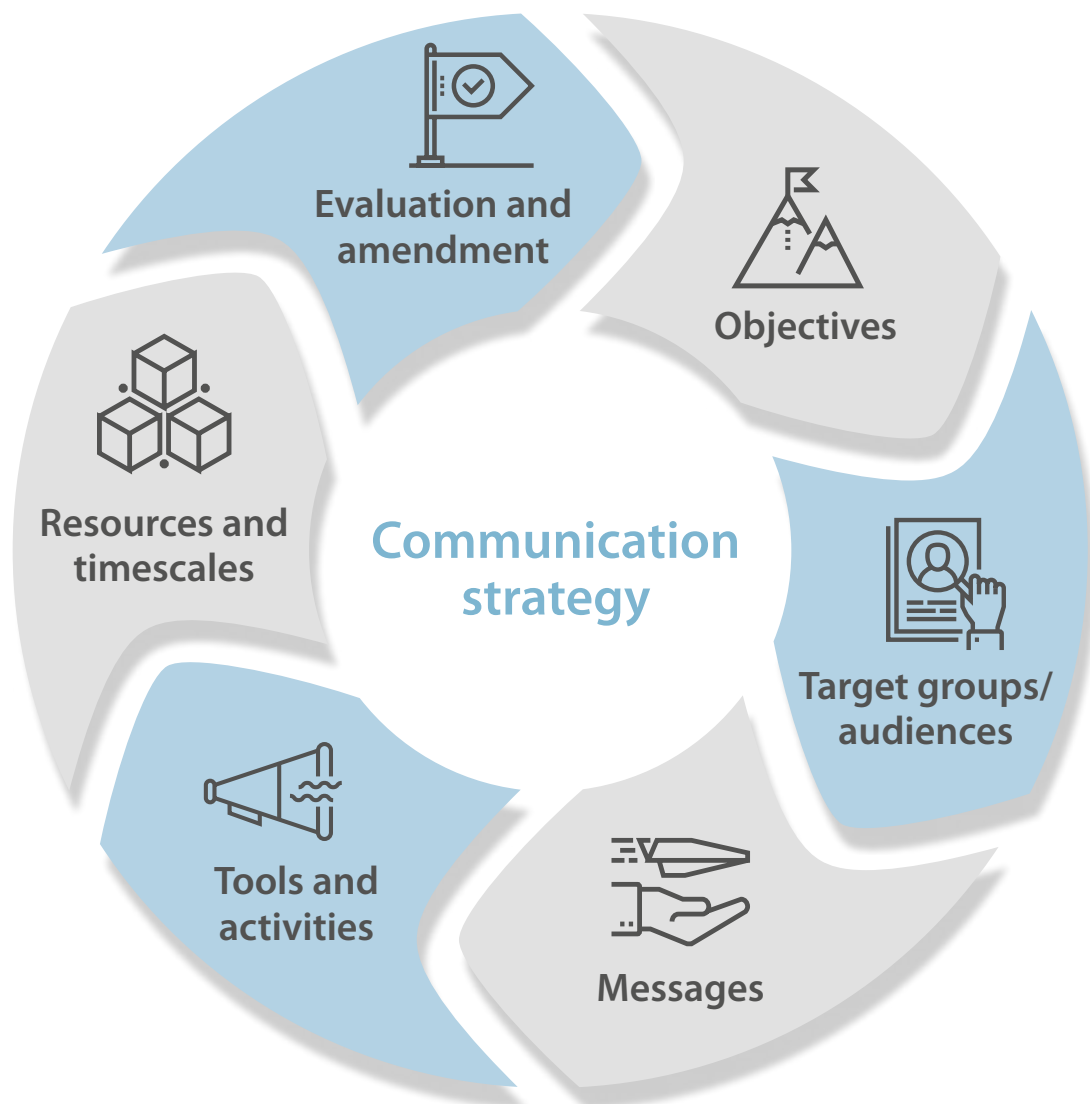 Evaluation and
amendment
Objectives
Resources and
timescales
Communication
strategy
Target groups/
audiences
Tools and
activities
Messages